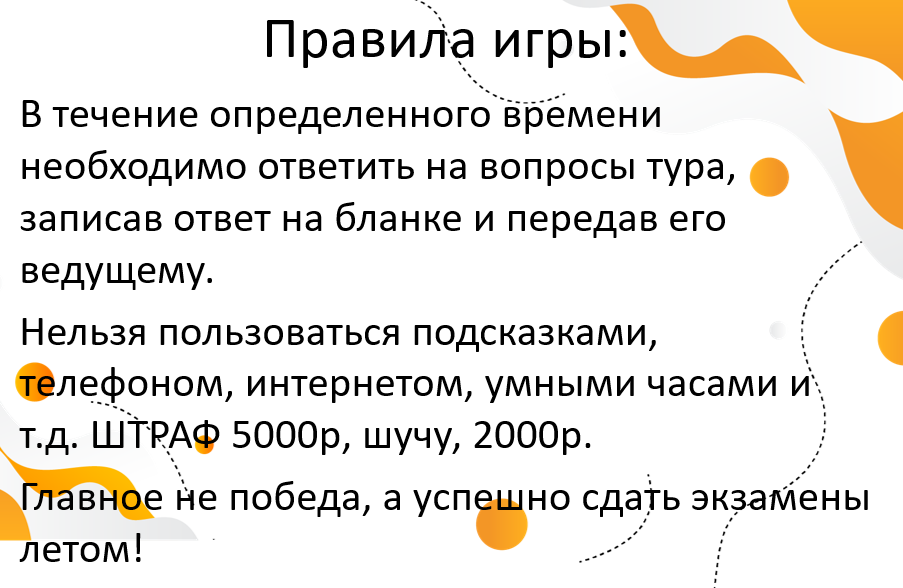 Правила игры:
В течение определенного времени
необходимо ответить на вопросы тура,
записав ответ на бланке и передав его
ведущему.
Нельзя пользоваться подсказками,
телефоном, интернетом, умными часами и
т.д. ШТРАФ 5000р, шучу, 2000р.
Главное не победа, а успешно сдать экзамены
летом!